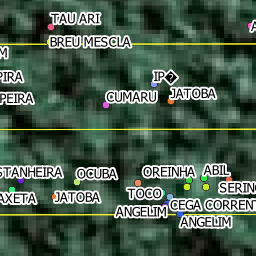 TAU ARI
A
BREU MESCLA
M
PIRA
IP�
PEIRA
CUMARU
JATOBA
STANHEIRA
OCUBA
OREINHA
ABIL
SERING
AXETA
JATOBA
TOCO
CEGA CORRENT
ANGELIM
ANGELIM